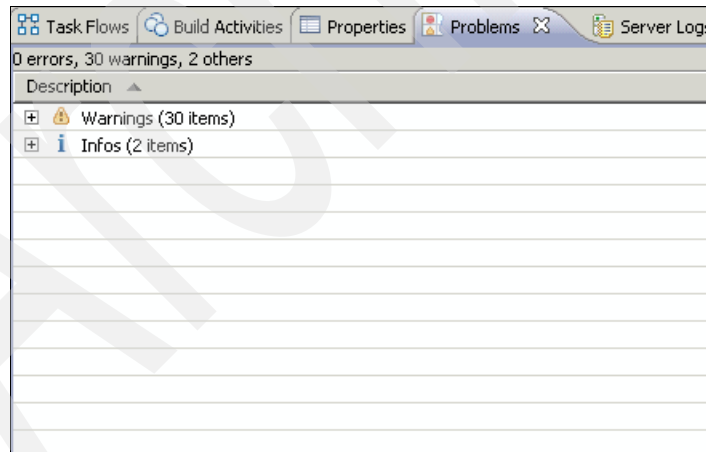 Task Flows Build Activities Properties Problems Server Logs
0 errors, 30 warnings, 2 others
Description
Warnings (30 items)
Infos (2 items)